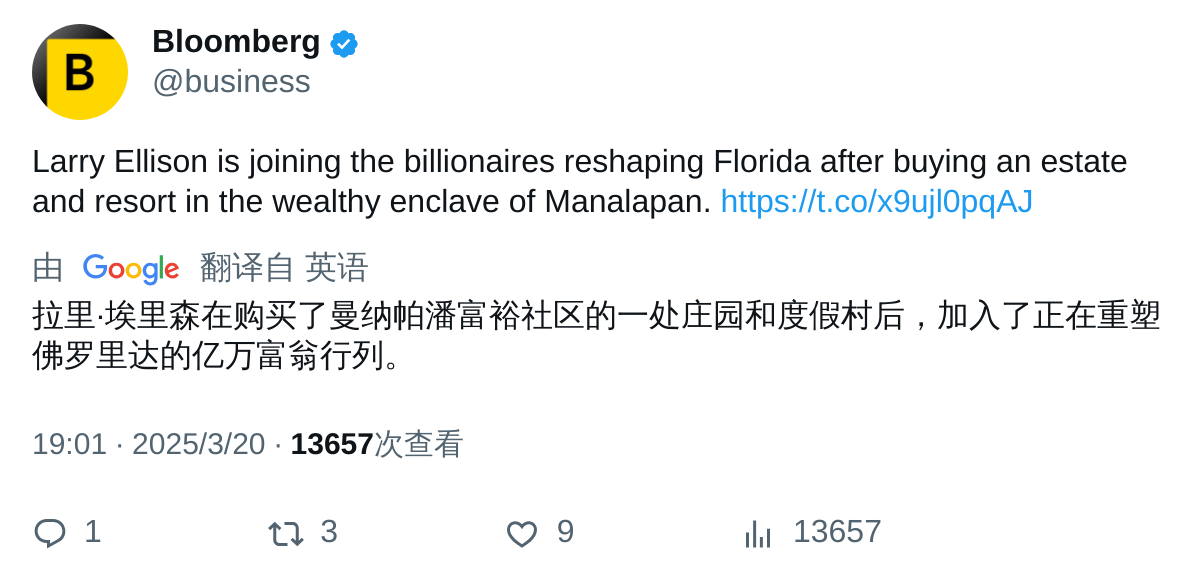 B
Bloomberg
@business
Larry Ellison is joining the billionaires reshaping Florida after buying an estate
and resort in the wealthy enclave of Manalapan. https://t.co/x9ujl0pqAJ
由 Google 翻译自 英语
拉里·埃里森在购买了曼纳帕潘富裕社区的一处庄园和度假村后，加入了正在重塑
佛罗里达的亿万富翁行列。
19:01 · 2025/3/20 · 13657次查看
1 3 9 13657